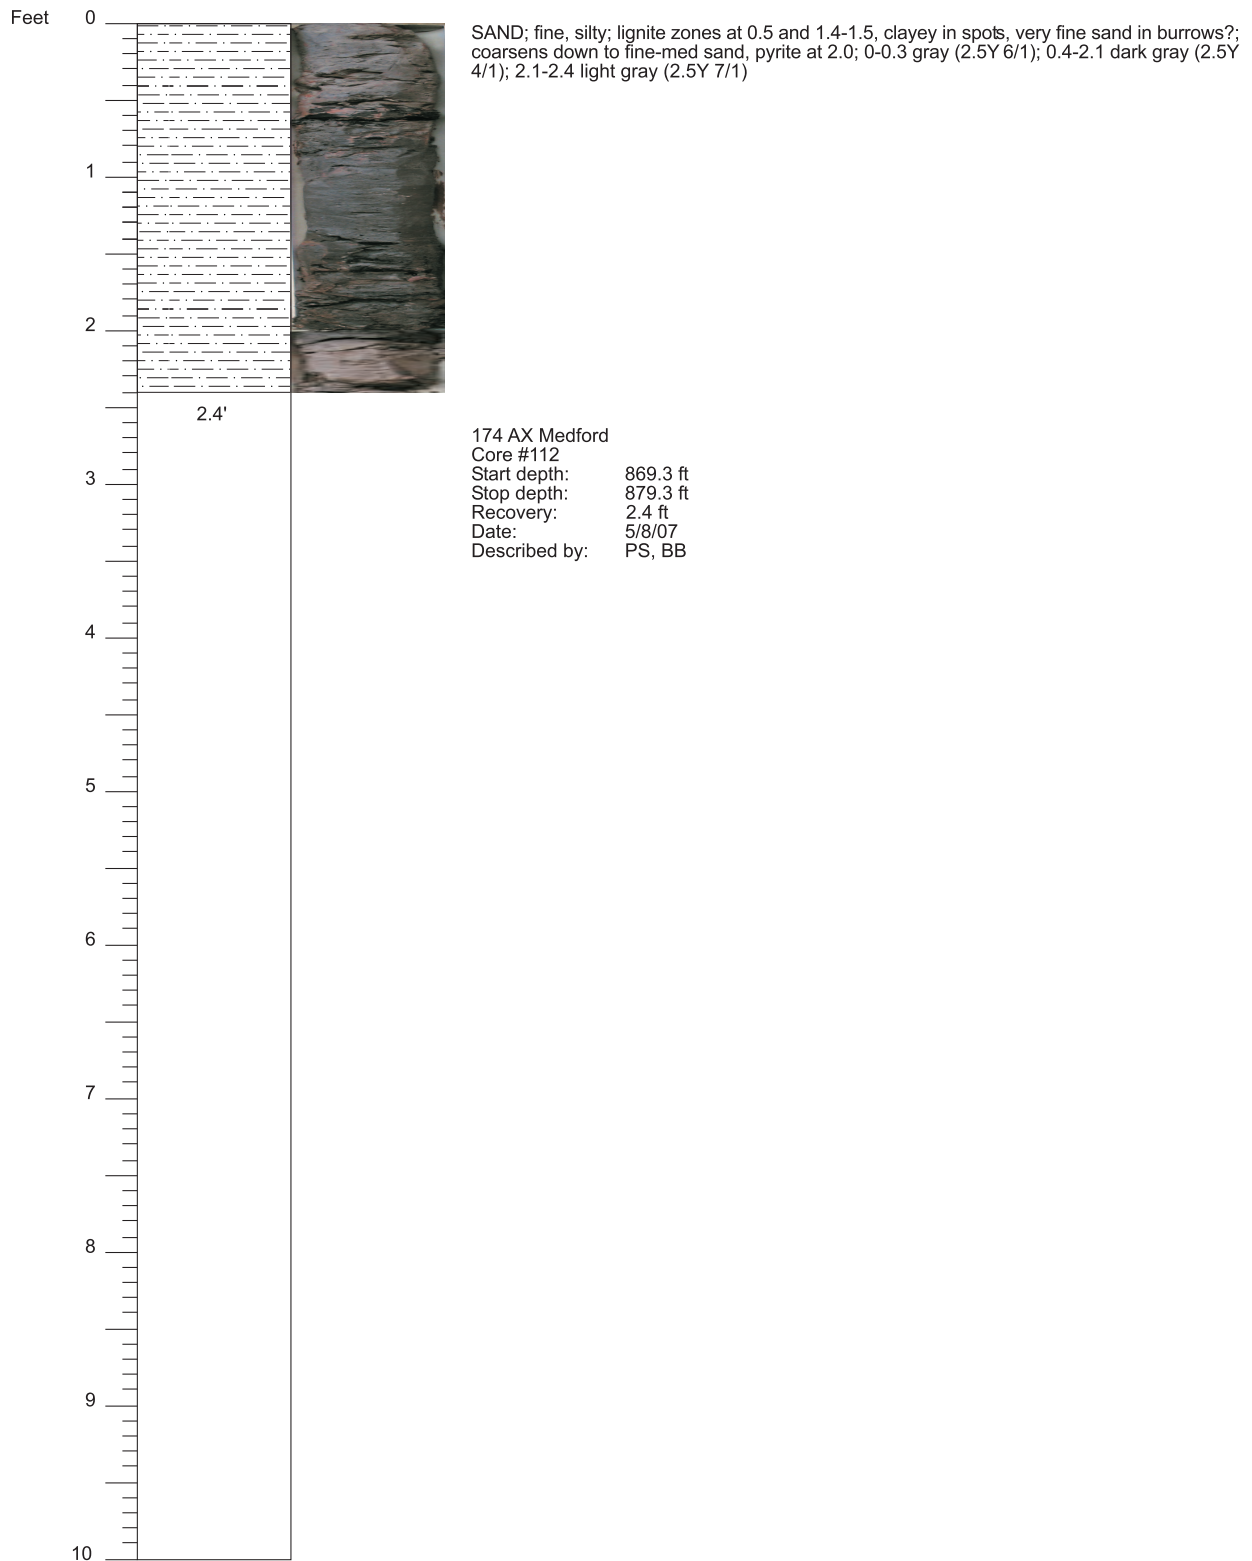 Feet
0
SAND; fine, silty; lignite zones at 0.5 and 1.4-1.5, clayey in spots, very fine sand in burrows?;
coarsens down to fine-med sand, pyrite at 2.0; 0-0.3 gray (2.5Y 6/1); 0.4-2.1 dark gray (2.5Y
4/1); 2.1-2.4 light gray (2.5Y 7/1)
1
2
2.4'
174 AX Medford
Core #112
Start depth: 869.3 ft
3
Stop depth: 879.3 ft
Recovery: 2.4 ft
Date: 5/8/07
Described by: PS, BB
4
5
6
7
8
9
10